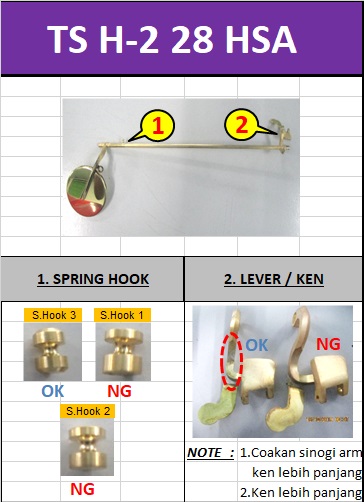 TS H-2 28 HSA
1
2
1. SPRING HOOK
2. LEVER / KEN
S.Hook 3
S.Hook 1
OK
NG
S.Hook 2
NG
OK
NG
NOTE : 1.Coakan sinogi arm
ken lebih panjang
2.Ken lebih panjang